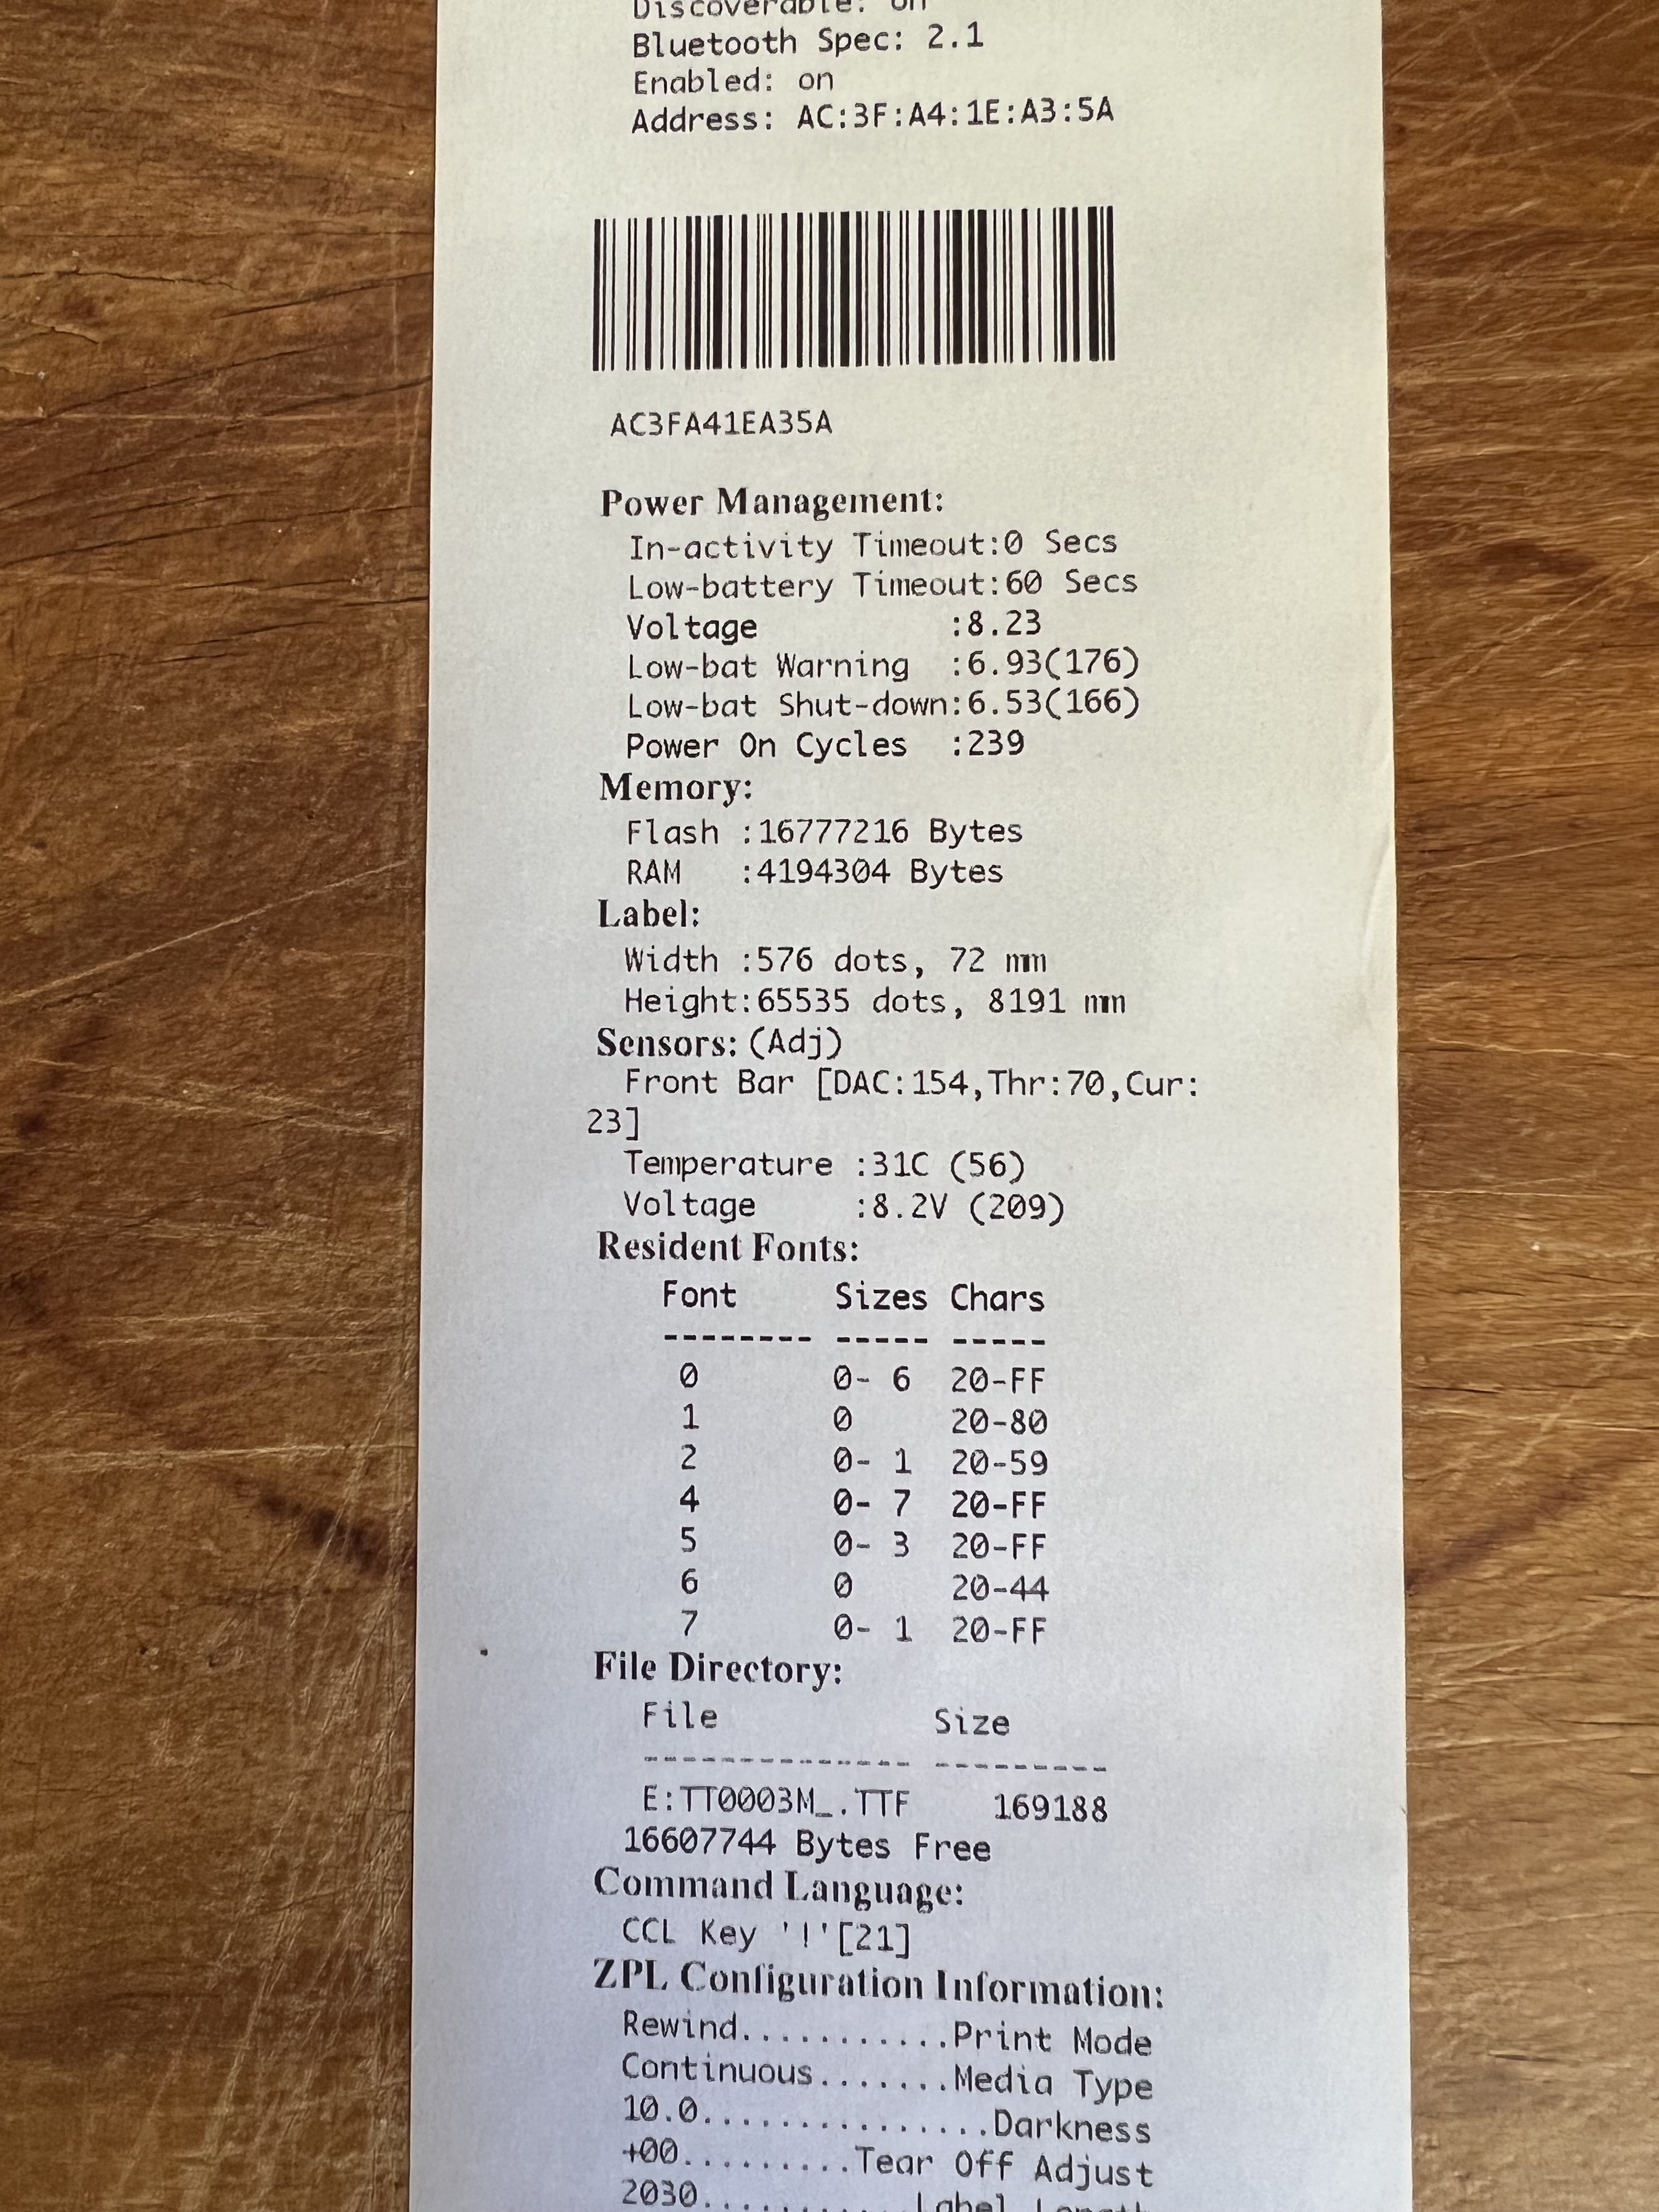 Discoverable: on
Bluetooth Spec: 2.1
Enabled: on
Address: AC:3F:A4:1E:A3:5A
AC3FA41EA35A
Power Management:
In-activity Timeout:0 Secs
Low-battery Timeout:60 Secs
Voltage :8.23
Low-bat Warning :6.93(176)
Low-bat Shut-down:6.53(166)
Power On Cycles :239
Memory:
Flash :16777216 Bytes
RAM :4194304 Bytes
Label:
Width :576 dots, 72 mm
Height:65535 dots, 8191 mm
Sensors: (Adj)
Front Bar [DAC:154,Thr:70,Cur:
23]
Temperature :31C (56)
Voltage :8.2V (209)
Resident Fonts:
Font Sizes Chars
-------- ----- -----
0 0- 6 20-FF
1 0 20-80
2 0- 1 20-59
4 0- 7 20-FF
5 0- 3 20-FF
6 0 20-44
7 0- 1 20-FF
File Directory:
File Size
-------------- ---------
E:TT0003M_.TTF 169188
16607744 Bytes Free
Command Language:
CCL Key '!'[21]
ZPL Configuration Information:
Rewind...........Print Mode
Continuous.......Media Type
10.0...............Darkness
+00.........Tear Off Adjust
2030...........Label Length